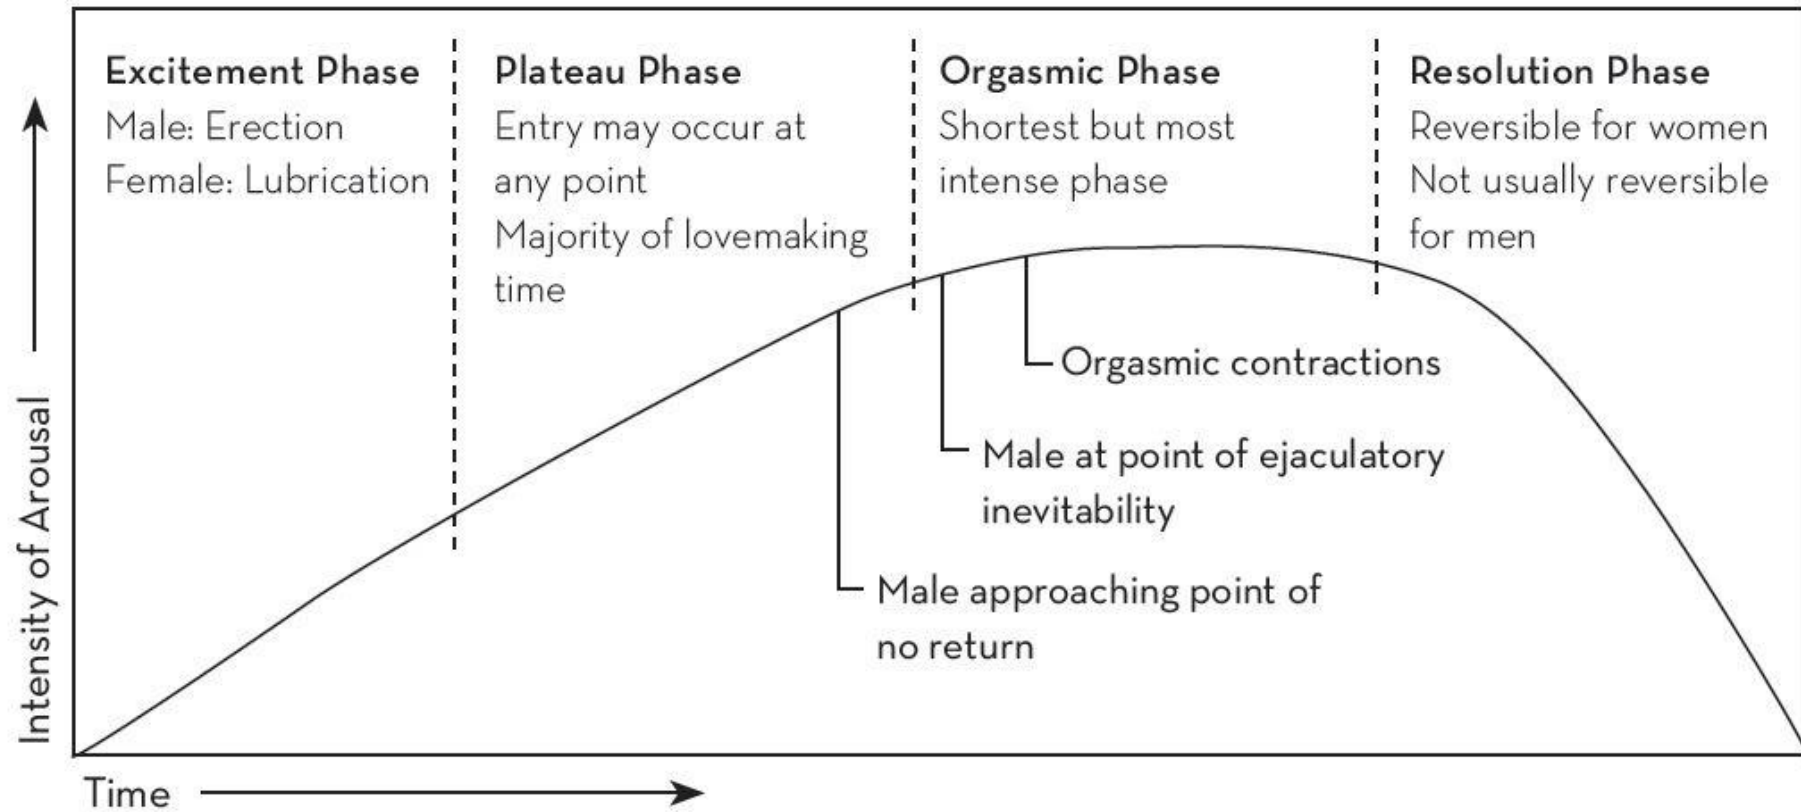 Excitement Phase
Male: Erection
Female: Lubrication
Plateau Phase
Entry may occur at
any point
Majority of lovemaking
time
Orgasmic Phase
Shortest but most
intense phase
Resolution Phase
Reversible for women
Not usually reversible
for men
Orgasmic contractions
Male at point of ejaculatory
inevitability
Male approaching point of
no return
Intensity of Arousal
Time